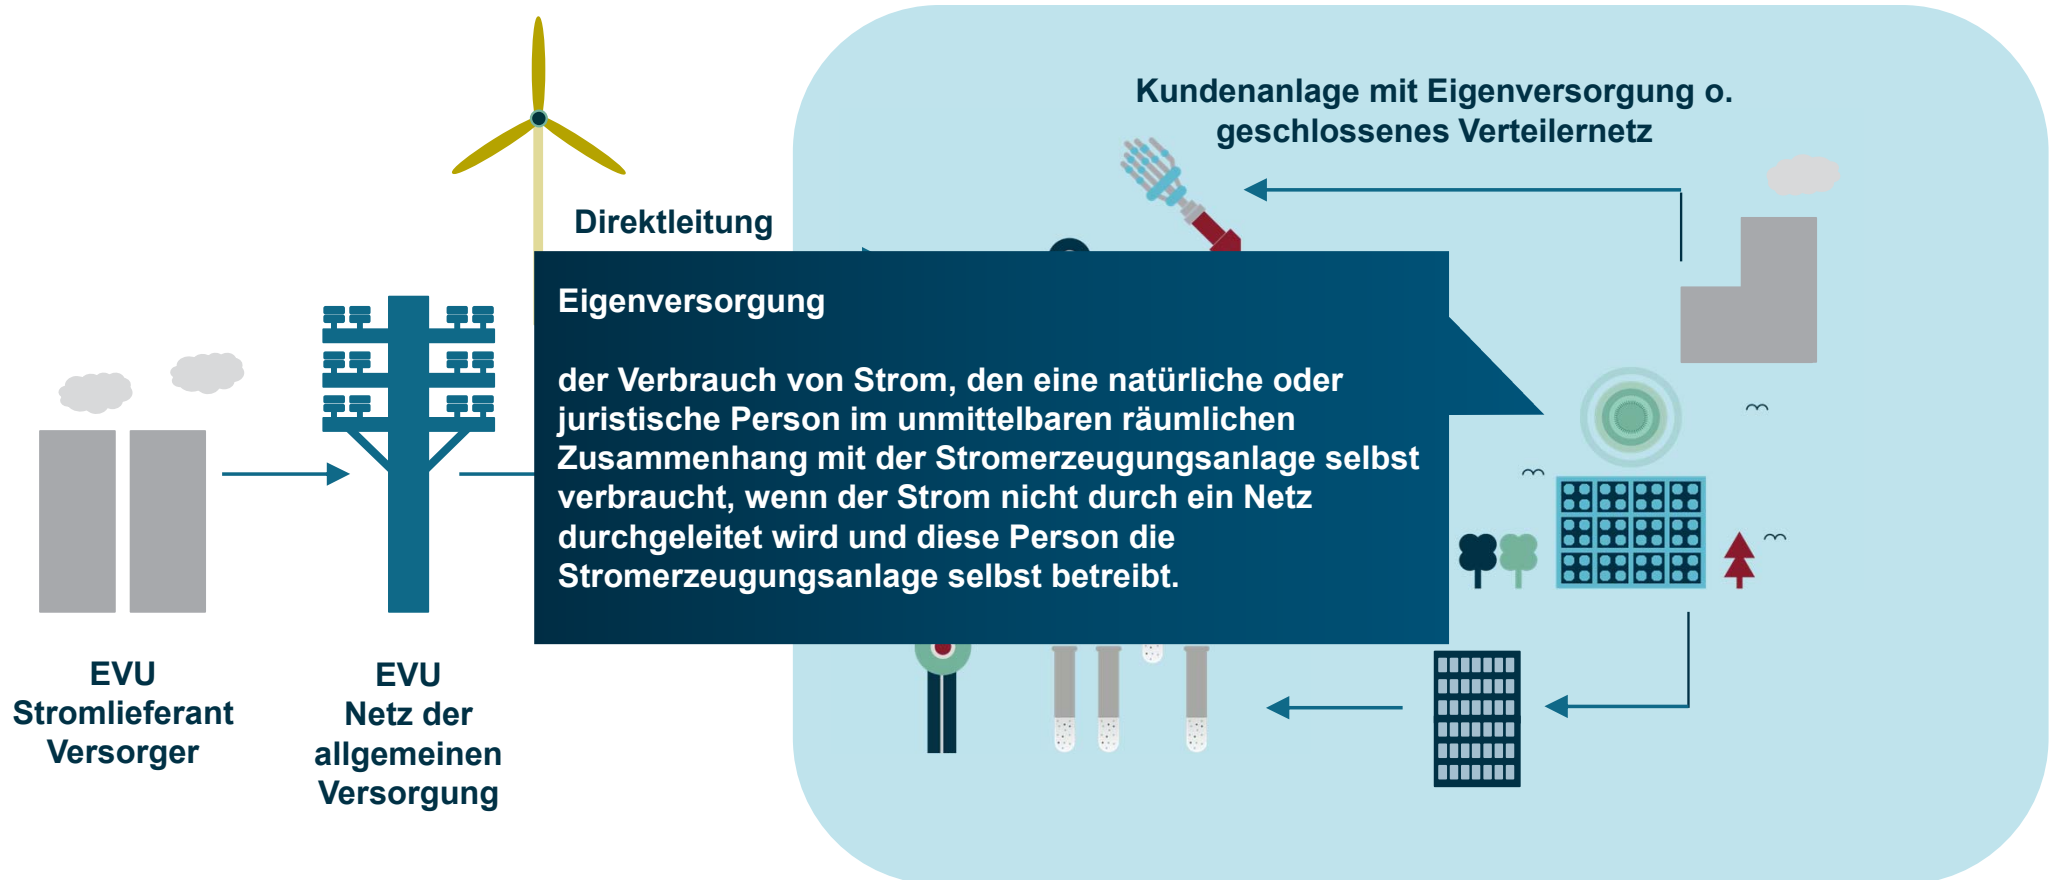 Kundenanlage mit Eigenversorgung o.
geschlossenes Verteilernetz
Direktleitung
Eigenversorgung
der Verbrauch von Strom, den eine natürliche oder
juristische Person im unmittelbaren räumlichen
Zusammenhang mit der Stromerzeugungsanlage selbst
verbraucht, wenn der Strom nicht durch ein Netz
durchgeleitet wird und diese Person die
Stromerzeugungsanlage selbst betreibt.
EVU
Stromlieferant
Versorger
EVU
Netz der
allgemeinen
Versorgung